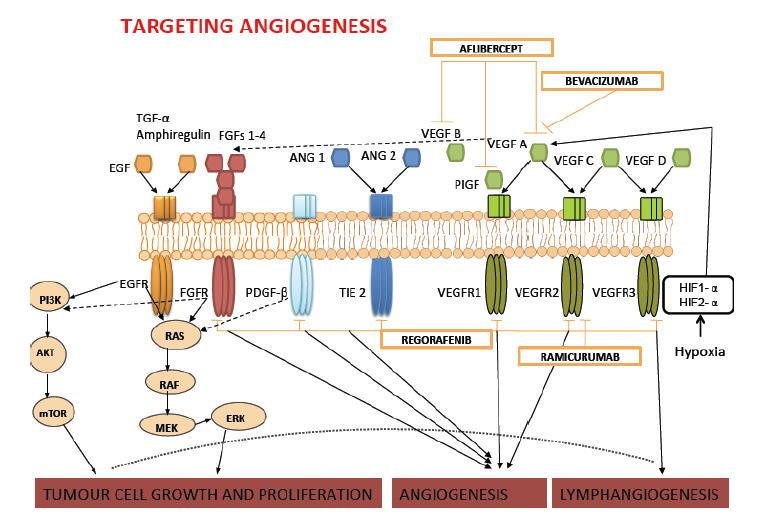 TARGETING ANGIOGENESIS
AFLIBERCEPT
BEVACIZUMAB
TGF-α
Amphiregulin
FGFs 1-4
EGF
ANG 1
ANG 2
VEGF B
VEGF A
PIGF
VEGF C
VEGF D
EGFR
FGFR
PDGF-β
TIE 2
VEGFR1
VEGFR2
VEGFR3
HIF1- α
HIF2- α
Hypoxia
PI3K
AKT
mTOR
RAS
RAF
MEK
ERK
REGORAFENIB
RAMICURUMAB
TUMOUR CELL GROWTH AND PROLIFERATION
ANGIOGENESIS
LYMPHANGIOGENESIS